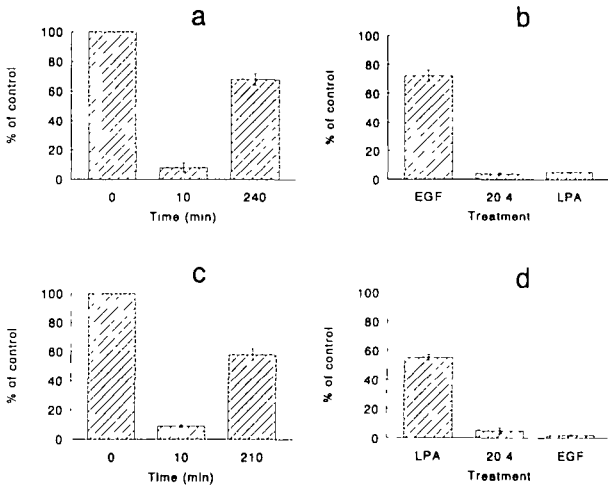 a
% of control
100
80
60
40
20
0
0 10 240
Time (min)
b
% of control
100
80
60
40
20
0
EGF 20 4 LPA
Treatment
c
% of control
100
80
60
40
20
0
0 10 210
Time (min)
d
% of control
100
80
60
40
20
0
LPA 20 4 EGF
Treatment